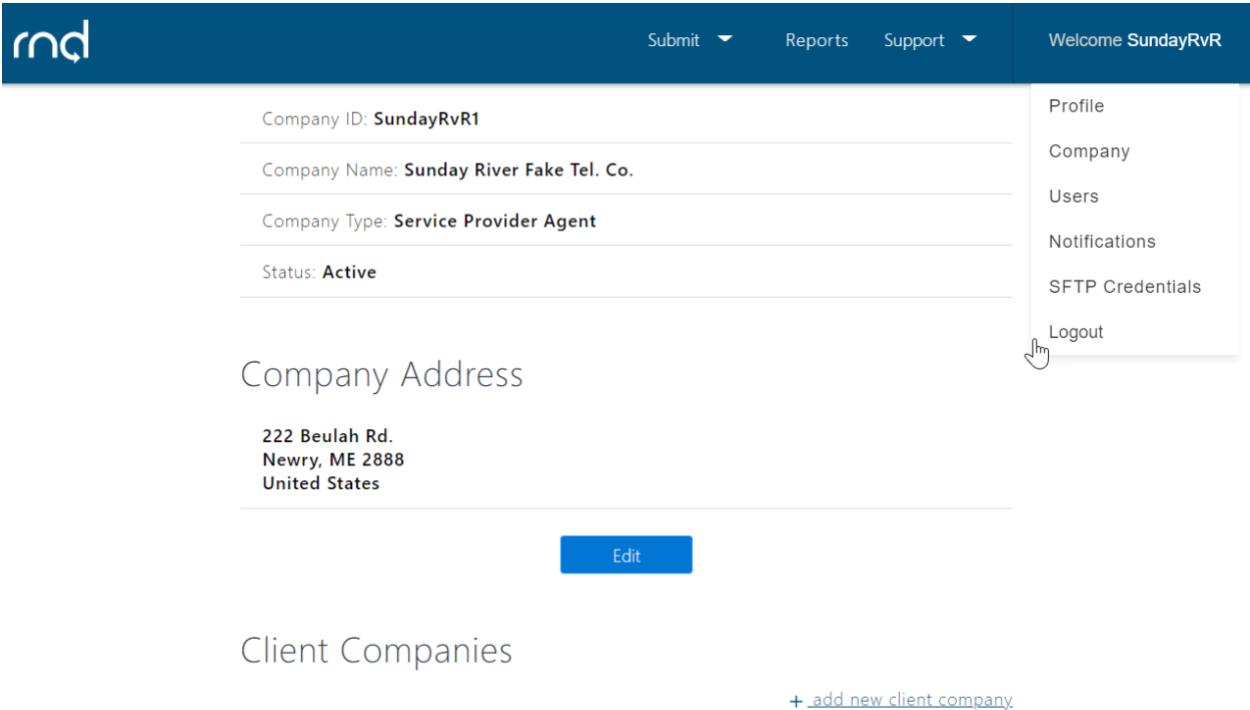 rnd
Submit Reports Support Welcome SundayRvR
Profile
Company
Users
Notifications
SFTP Credentials
Logout
Company ID: SundayRvR1
Company Name: Sunday River Fake Tel. Co.
Company Type: Service Provider Agent
Status: Active
Company Address
222 Beulah Rd.
Newry, ME 2888
United States
Edit
Client Companies
+ add new client company